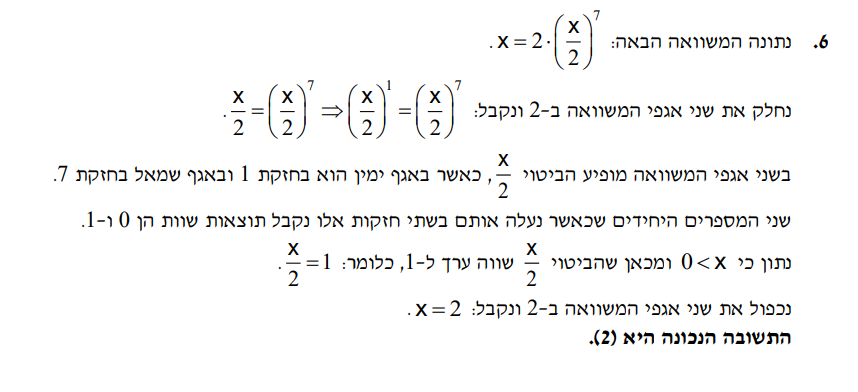 6. נתונה המשוואה הבאה: x = 2·(x/2)^7.
נחלק את שני אגפי המשוואה ב-2 ונקבל: x/2 = (x/2)^7 ⇒ (x/2)^1 = (x/2)^7.
בשני אגפי המשוואה מופיע הביטוי x/2, כאשר באגף ימין הוא בחזקת 1 ובאגף שמאל בחזקת 7.
שני המספרים היחידים שכאשר נעלה אותם בשתי חזקות אלו נקבל תוצאות שוות הן 0 ו-1.
נתון כי 0 < x ומכאן שהביטוי x/2 שווה ערך ל-1, כלומר: x/2 = 1.
נכפול את שני אגפי המשוואה ב-2 ונקבל: x = 2.
התשובה הנכונה היא (2).